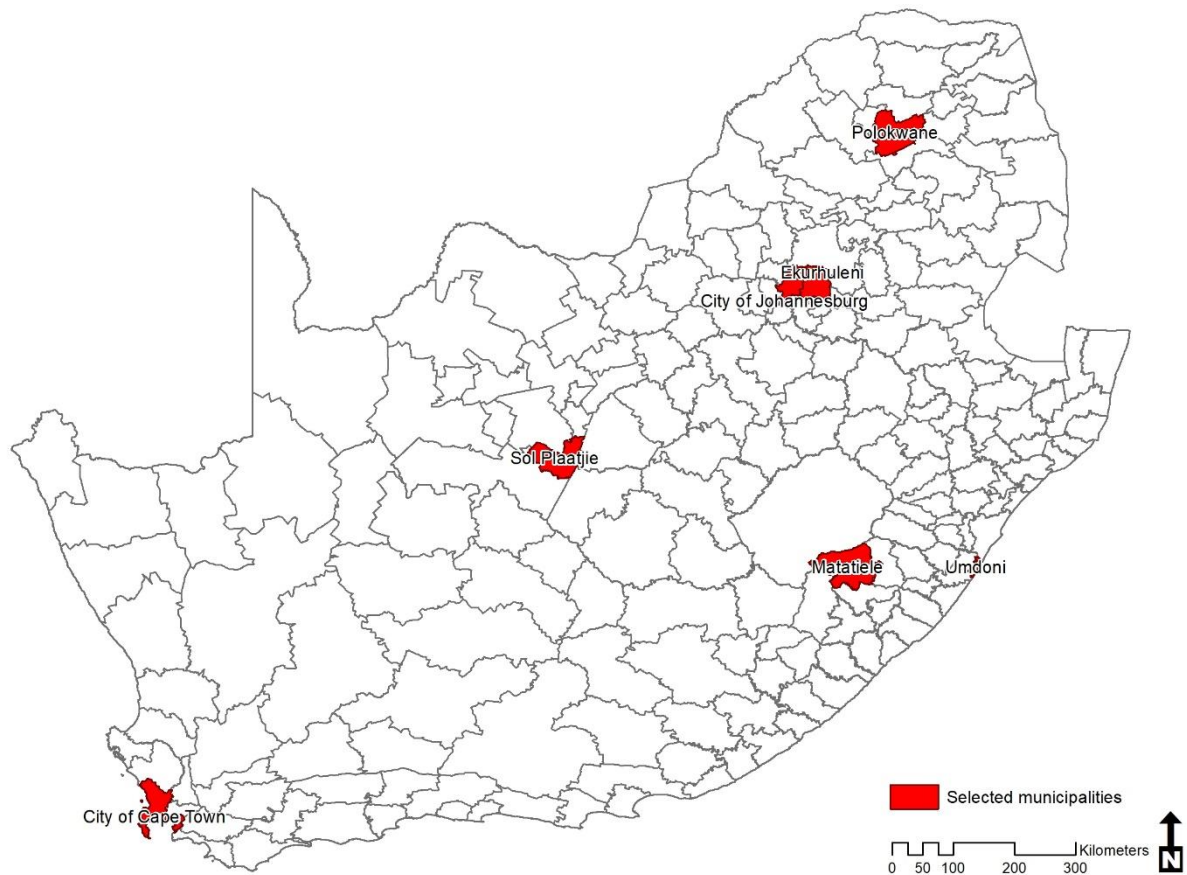 Polokwane
Ekurhuleni
City of Johannesburg
Sol Plaatjie
Matatiele
Umdoni
City of Cape Town
Selected municipalities
Kilometers
0 50 100 200 300
N